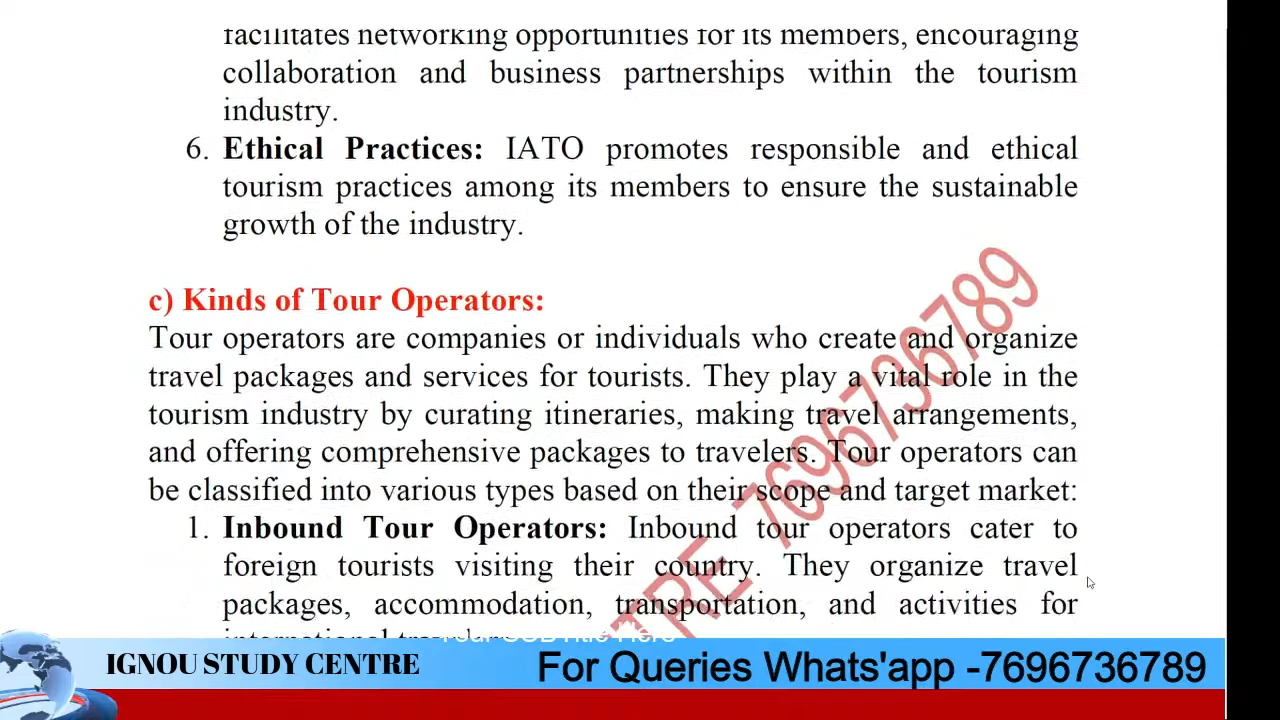 facilitates networking opportunities for its members, encouraging
collaboration and business partnerships within the tourism
industry.
6. Ethical Practices: IATO promotes responsible and ethical
tourism practices among its members to ensure the sustainable
growth of the industry.
c) Kinds of Tour Operators:
Tour operators are companies or individuals who create and organize
travel packages and services for tourists. They play a vital role in the
tourism industry by curating itineraries, making travel arrangements,
and offering comprehensive packages to travelers. Tour operators can
be classified into various types based on their scope and target market:
1. Inbound Tour Operators: Inbound tour operators cater to
foreign tourists visiting their country. They organize travel
packages, accommodation, transportation, and activities for
international
Your SUBTitle Here
TRE 7696736789
IGNOU STUDY CENTRE
For Queries Whats'app -7696736789